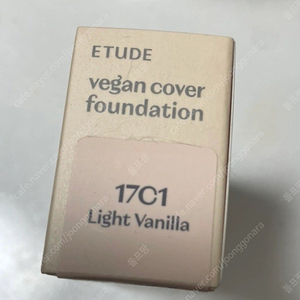 ETUDE
vegan cover
foundation
17C1
Light Vanilla